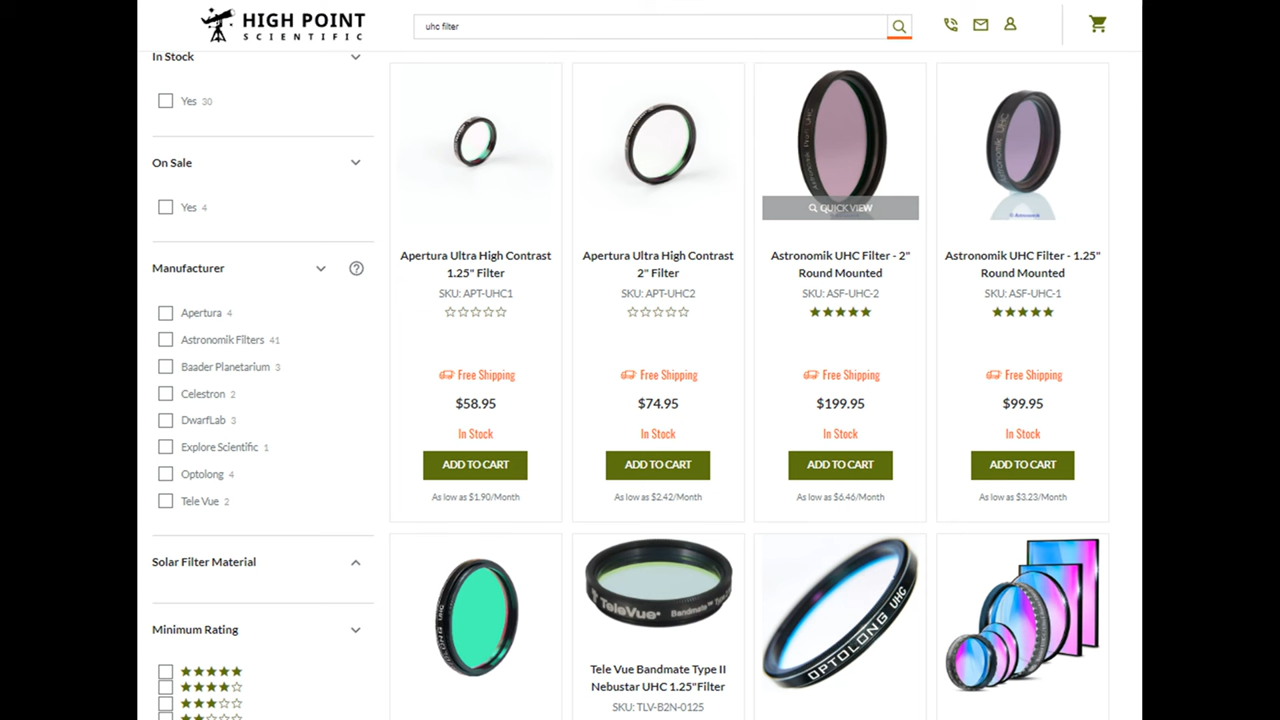 HIGH POINT
SCIENTIFIC
uhc filter
In Stock
Yes 30
On Sale
Yes 4
Manufacturer
Apertura 4
Astronomik Filters 41
Baader Planetarium 3
Celestron 2
DwarfLab 3
Explore Scientific 1
Optolong 4
Tele Vue 2
Solar Filter Material
Minimum Rating
QUICK VIEW
Apertura Ultra High Contrast
1.25" Filter
SKU: APT-UHC1
Free Shipping
$58.95
In Stock
ADD TO CART
As low as $1.90/Month
Apertura Ultra High Contrast
2" Filter
SKU: APT-UHC2
Free Shipping
$74.95
In Stock
ADD TO CART
As low as $2.42/Month
Astronomik UHC Filter - 2"
Round Mounted
SKU: ASF-UHC-2
Free Shipping
$199.95
In Stock
ADD TO CART
As low as $6.46/Month
Astronomik UHC
© Astronomik
Astronomik UHC Filter - 1.25"
Round Mounted
SKU: ASF-UHC-1
Free Shipping
$99.95
In Stock
ADD TO CART
As low as $3.23/Month
TeleVue
Bandmate Type
Tele Vue Bandmate Type II
Nebustar UHC 1.25"Filter
SKU: TLV-B2N-0125
OPTOLONG UHC